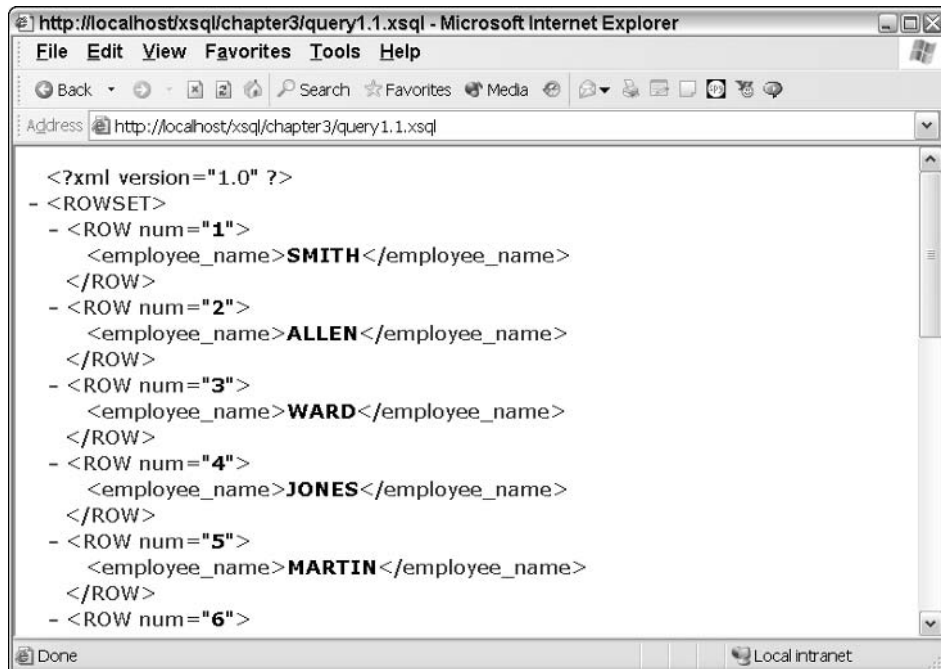 http://localhost/xsql/chapter3/query1.1.xsql - Microsoft Internet Explorer
File Edit View Favorites Tools Help
Back Search Favorites Media
Address http://localhost/xsql/chapter3/query1.1.xsql
<?xml version="1.0" ?>
- <ROWSET>
- <ROW num="1">
<employee_name>SMITH</employee_name>
</ROW>
- <ROW num="2">
<employee_name>ALLEN</employee_name>
</ROW>
- <ROW num="3">
<employee_name>WARD</employee_name>
</ROW>
- <ROW num="4">
<employee_name>JONES</employee_name>
</ROW>
- <ROW num="5">
<employee_name>MARTIN</employee_name>
</ROW>
- <ROW num="6">
Done Local intranet